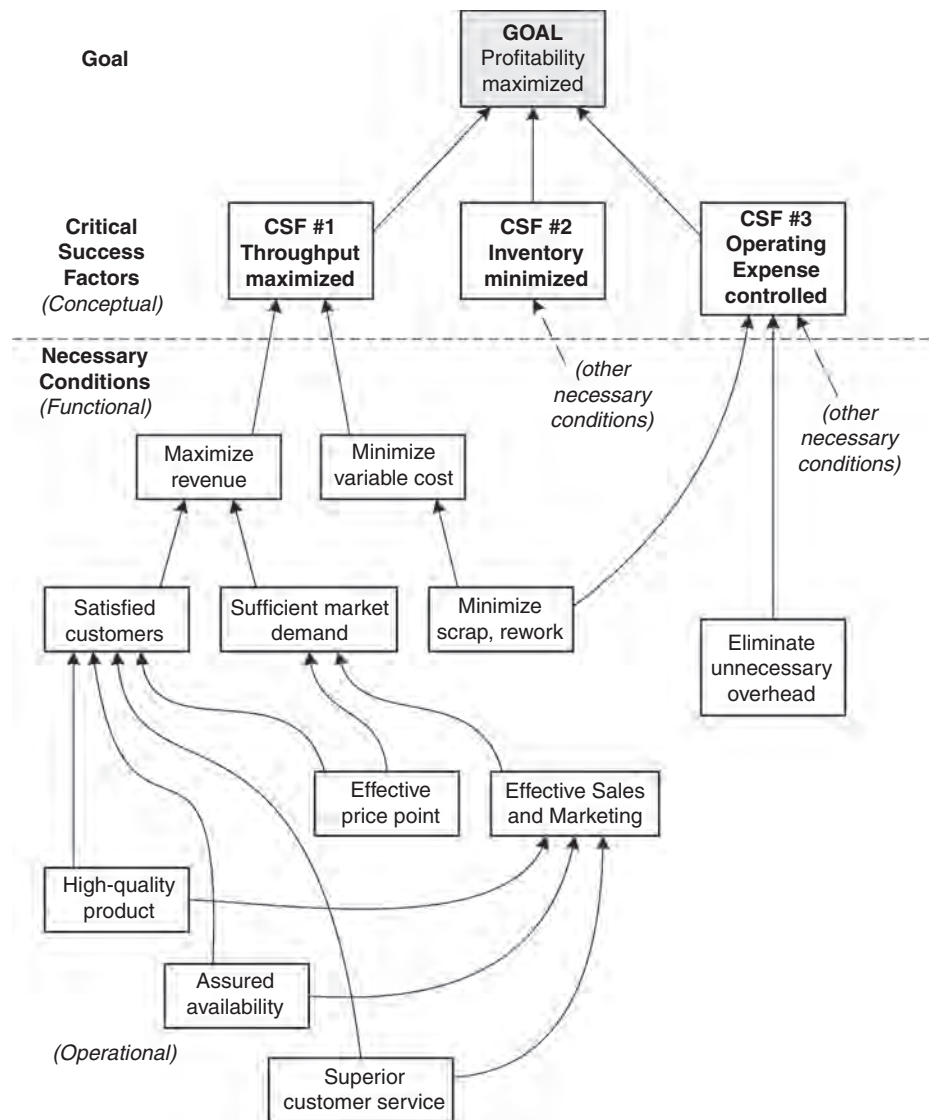 Goal
GOAL
Profitability
maximized
Critical
Success
Factors
(Conceptual)
CSF #1
Throughput
maximized
CSF #2
Inventory
minimized
CSF #3
Operating
Expense
controlled
Necessary
Conditions
(Functional)
(other
necessary
conditions)
(other
necessary
conditions)
Maximize
revenue
Minimize
variable cost
Satisfied
customers
Sufficient market
demand
Minimize
scrap, rework
Eliminate
unnecessary
overhead
Effective
price point
Effective Sales
and Marketing
High-quality
product
Assured
availability
(Operational)
Superior
customer service